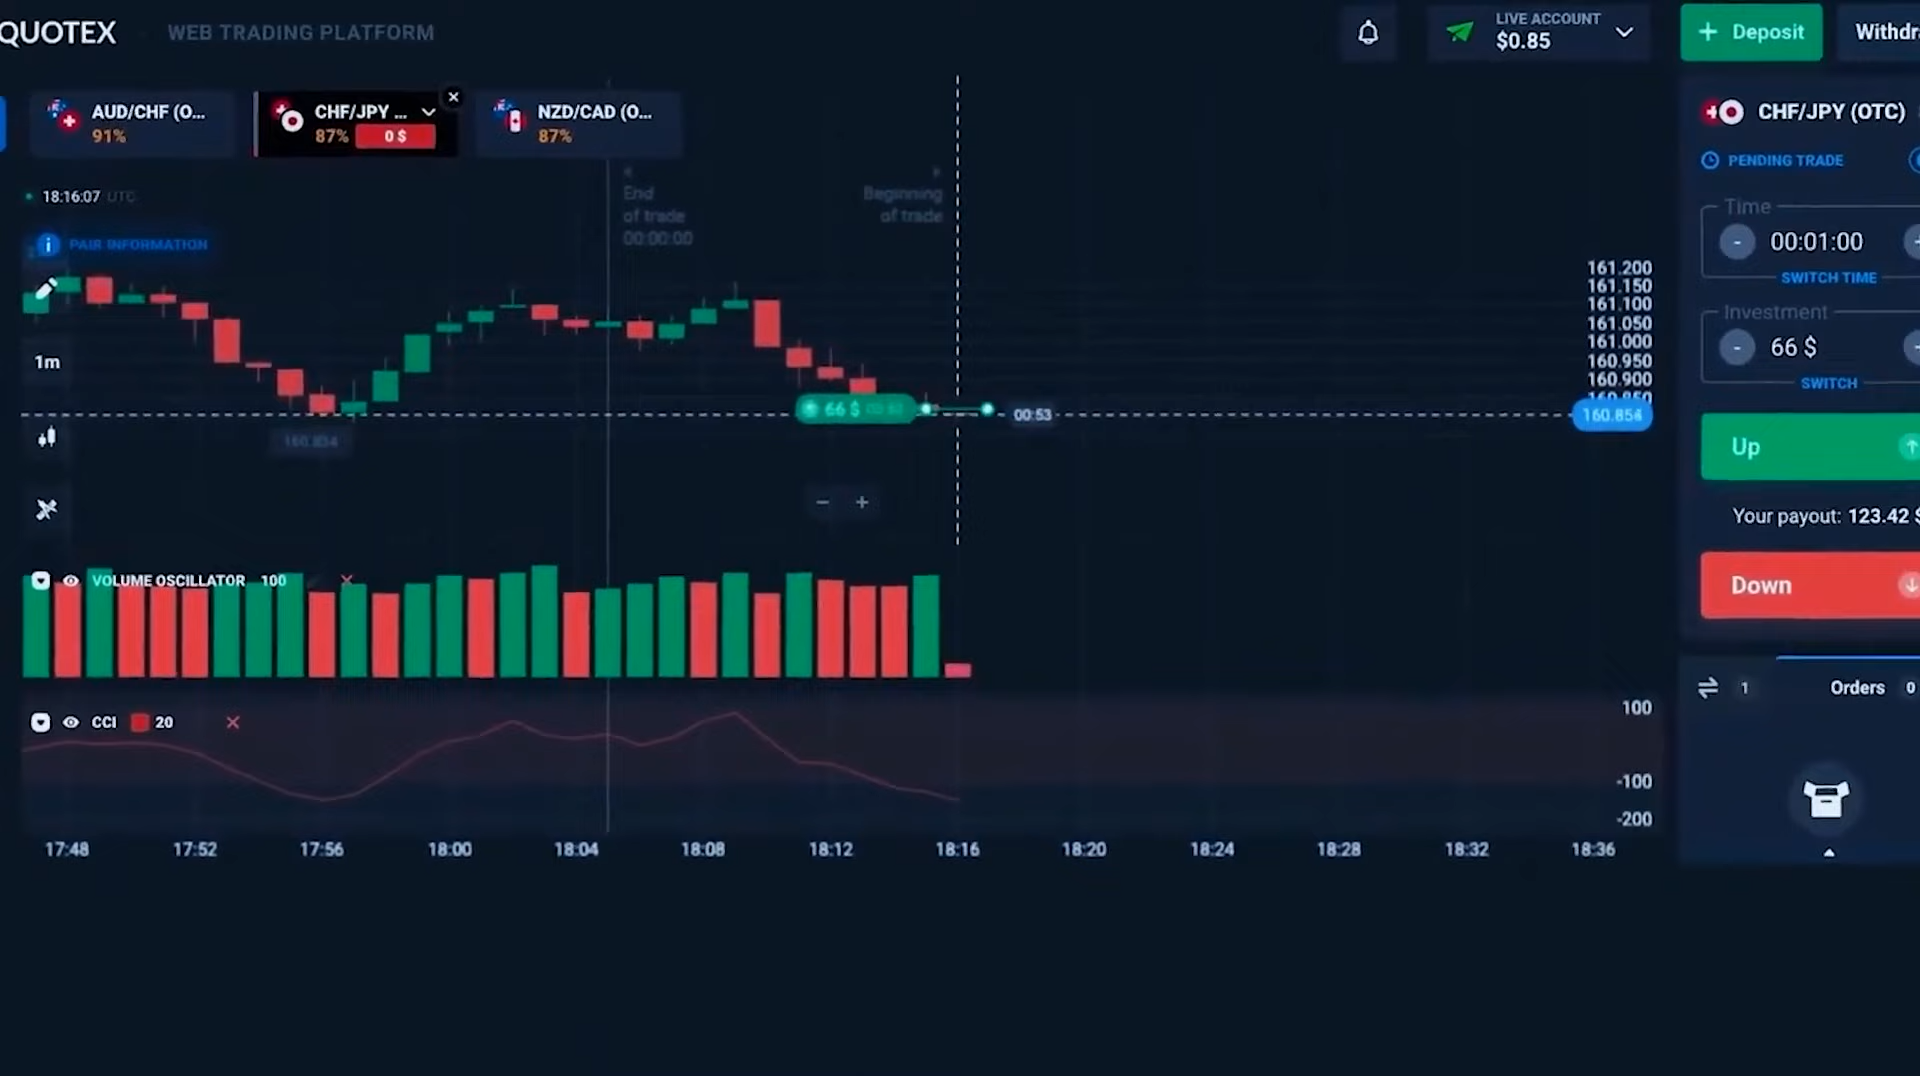 QUOTEX
WEB TRADING PLATFORM
LIVE ACCOUNT
$0.85
+ Deposit
Withdr
AUD/CHF (O...
91%
CHF/JPY ...
87% 0 $
NZD/CAD (O...
87%
18:16:07 UTC
PAIR INFORMATION
End
of trade
00:00:00
Beginning
of trade
1m
161.200
161.150
161.100
161.050
161.000
160.950
160.900
160.850
160.854
66 $
00:53
160.834
- +
VOLUME OSCILLATOR 100
CCI 20
100
-100
-200
17:48 17:52 17:56 18:00 18:04 18:08 18:12 18:16 18:20 18:24 18:28 18:32 18:36
CHF/JPY (OTC)
PENDING TRADE
Time
- 00:01:00
SWITCH TIME
Investment
- 66 $
SWITCH
Up
Your payout: 123.42 $
Down
1 Orders 0